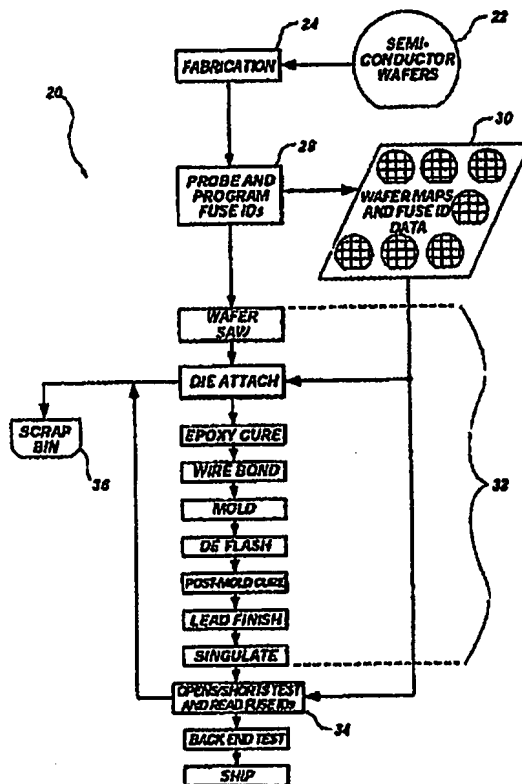 24
22
SEMI-
CONDUCTOR
WAFERS
FABRICATION
20
28
30
PROBE AND
PROGRAM
FUSE IDs
WAFER MAPS
AND FUSE ID
DATA
WAFER
SAW
DIE ATTACH
SCRAP
BIN
36
EPOXY CURE
WIRE BOND
32
MOLD
DE FLASH
POST-MOLD CURE
LEAD FINISH
SINGULATE
OPENS/SHORTS TEST
AND READ FUSE IDs
34
BACK END TEST
SHIP